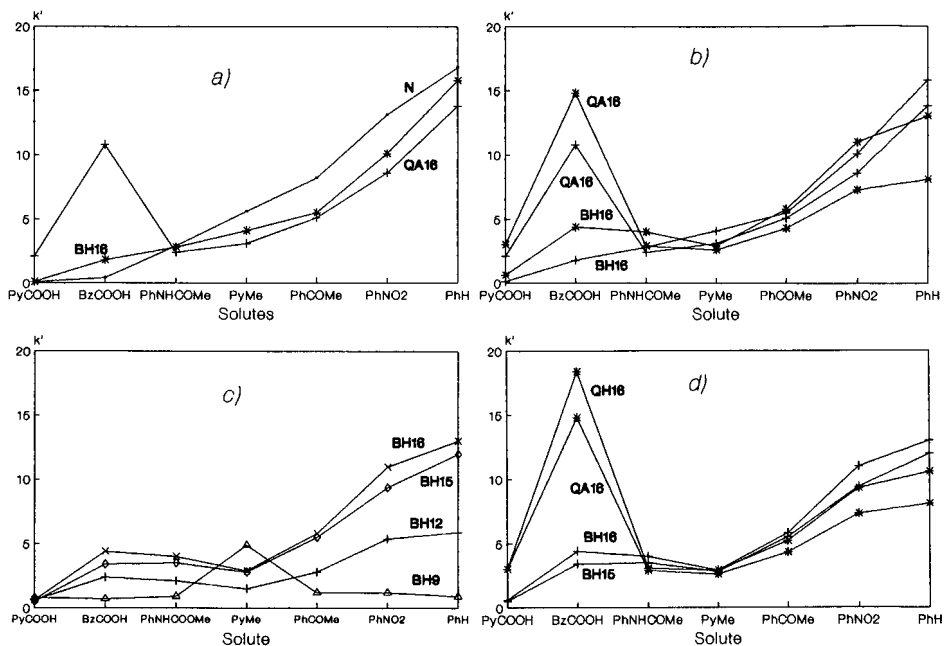 k'
20
15
10
5
0
a)
N
QA16
BH16
PyCOOH BzCOOH PhNHCOMe PyMe PhCOMe PhNO2 PhH
Solutes
k'
20
15
10
5
0
b)
QA16
QA16
BH16
BH16
PyCOOH BzCOOH PhNHCOMe PyMe PhCOMe PhNO2 PhH
Solute
k'
20
15
10
5
0
c)
BH16
BH15
BH12
BH9
PyCOOH BzCOOH PhNHCOOMe PyMe PhCOMe PhNO2 PhH
Solute
k'
20
15
10
5
0
d)
QH16
QA16
BH16
BH15
PyCOOH BzCOOH PhNHCOMe PyMe PhCOMe PhNO2 PhH
Solute